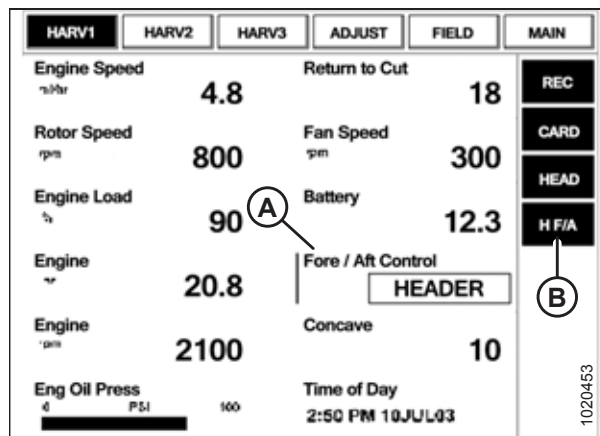 HARV1 HARV2 HARV3 ADJUST FIELD MAIN
Engine Speed Return to Cut
4.8 18
REC
Rotor Speed Fan Speed
rpm
800 300
CARD
Engine Load Battery
HEAD
90 12.3
A
H F/A
Engine Fore / Aft Control
20.8 HEADER
B
Engine Concave
2100 10
Eng Oil Press Time of Day
0 PSI 100
2:50 PM 10JUL03
1020453